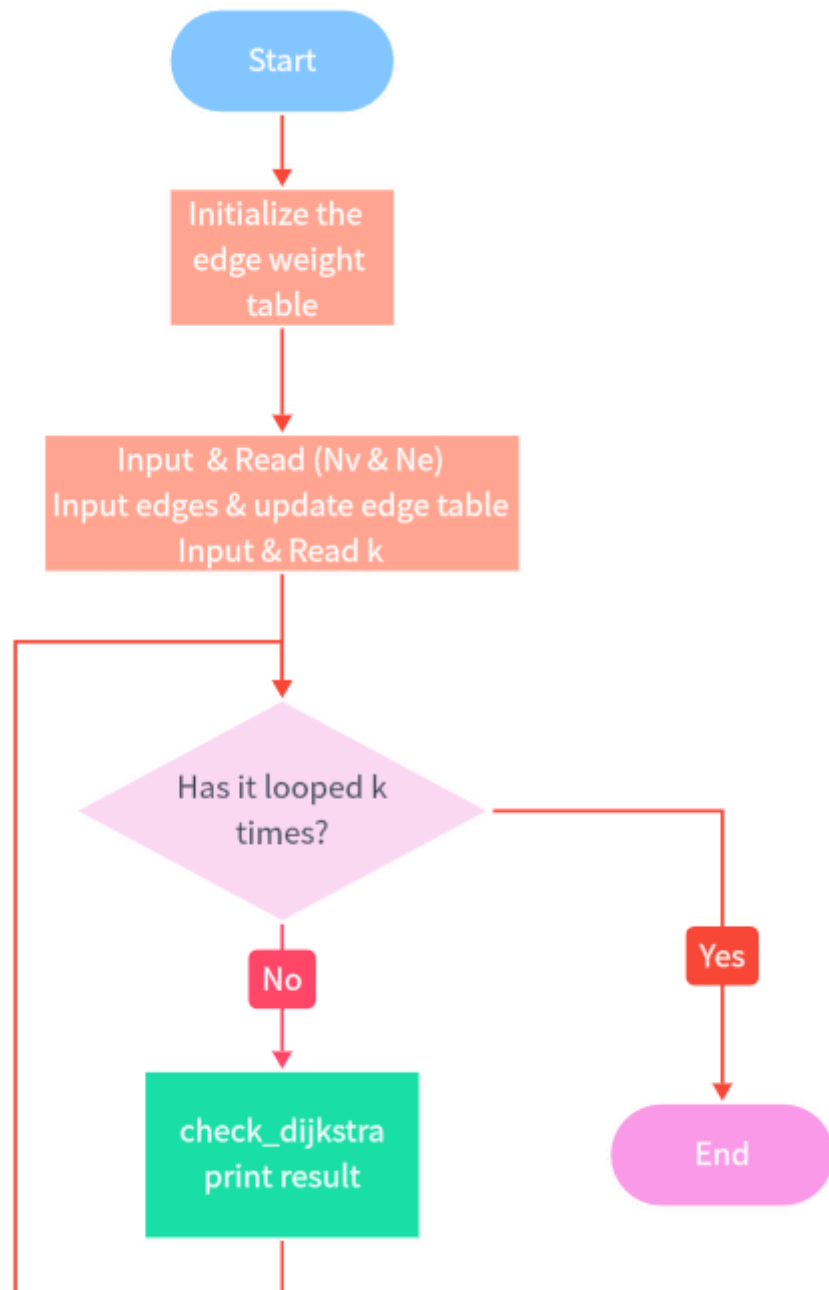 Start
Initialize the
edge weight
table
Input & Read (Nv & Ne)
Input edges & update edge table
Input & Read k
Has it looped k
times?
No
Yes
check_dijkstra
print result
End